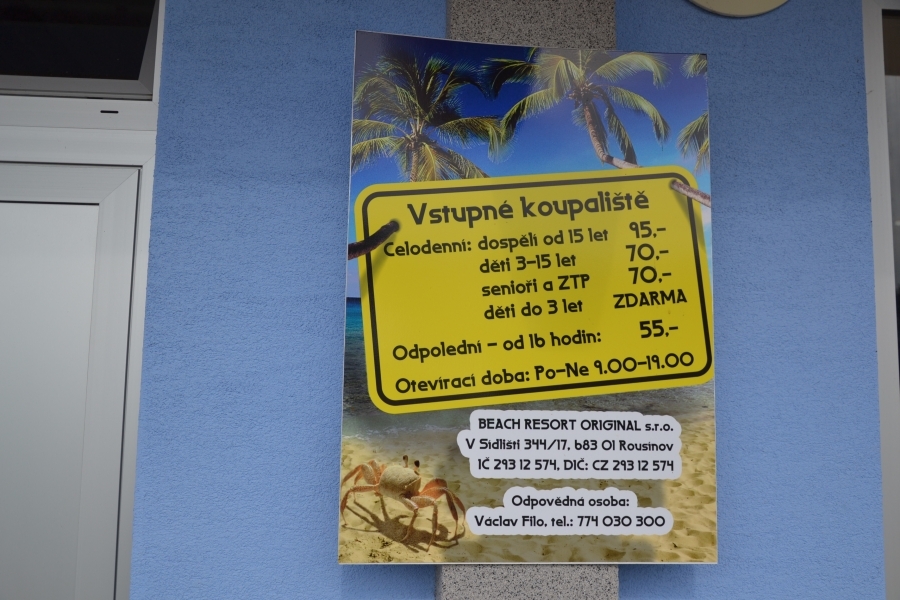 Vstupné koupaliště
Celodenní: dospělí od 15 let 95,-
děti 3-15 let 70,-
senioři a ZTP 70,-
děti do 3 let ZDARMA
Odpolední - od 16 hodin: 55,-
Otevírací doba: Po-Ne 9.00-19.00
BEACH RESORT ORIGINAL s.r.o.
V Sídlišti 344/17, 683 01 Rousínov
IČ 293 12 574, DIČ: CZ 293 12 574
Odpovědná osoba:
Václav Fílo, tel.: 774 030 300